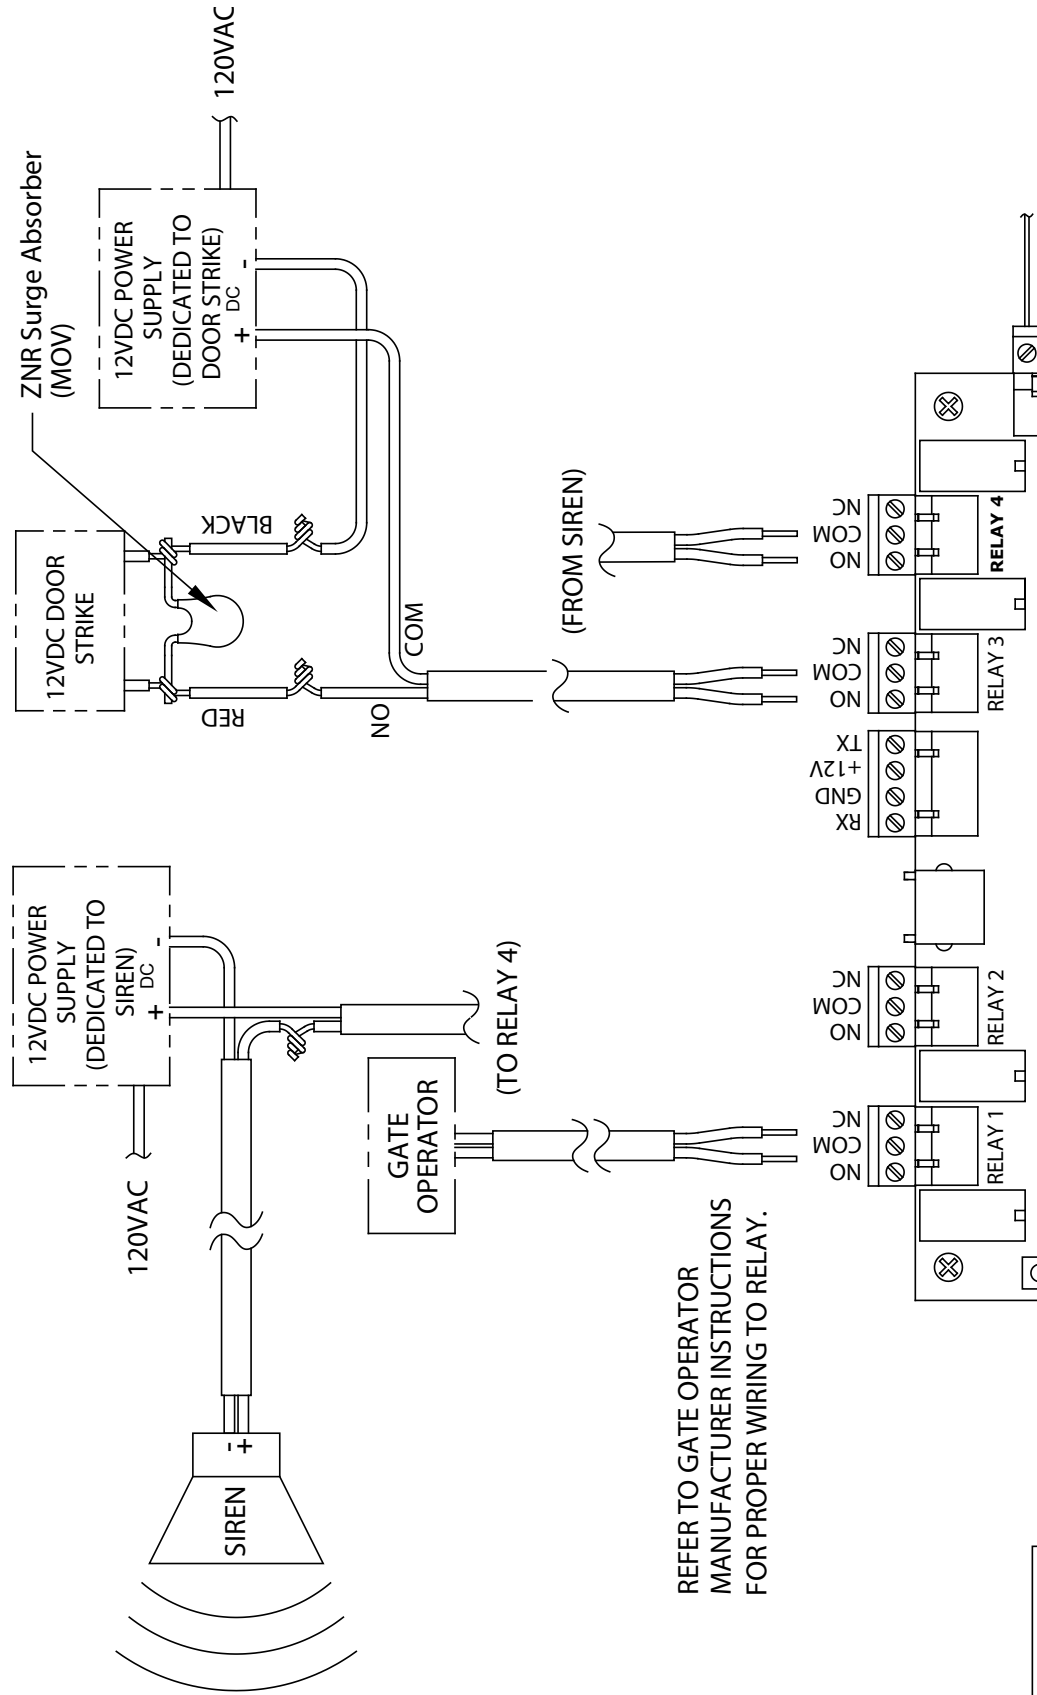 120VAC
ZNR Surge Absorber
(MOV)
12VDC POWER
SUPPLY
(DEDICATED TO
DOOR STRIKE)
DC
+
-
12VDC DOOR
STRIKE
BLACK
RED
COM
NO
(FROM SIREN)
12VDC POWER
SUPPLY
(DEDICATED TO
SIREN)
DC
+
-
120VAC
(TO RELAY 4)
GATE
OPERATOR
SIREN
-
+
REFER TO GATE OPERATOR
MANUFACTURER INSTRUCTIONS
FOR PROPER WIRING TO RELAY.
NO
COM
NC
RELAY 1
NO
COM
NC
RELAY 2
RX
GND
+12V
TX
NO
COM
NC
RELAY 3
NO
COM
NC
RELAY 4